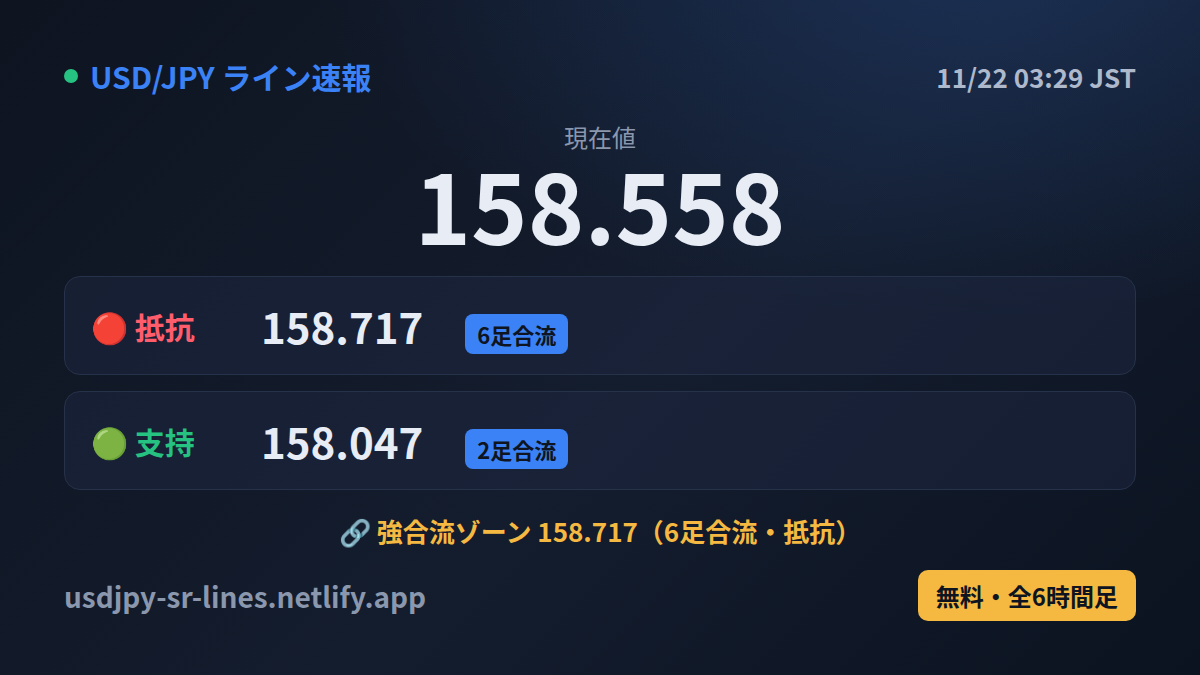 USD/JPY ライン速報
11/22 03:29 JST
現在値
158.558
抵抗 158.717 6足合流
支持 158.047 2足合流
強合流ゾーン 158.717（6足合流・抵抗）
usdjpy-sr-lines.netlify.app
無料・全6時間足